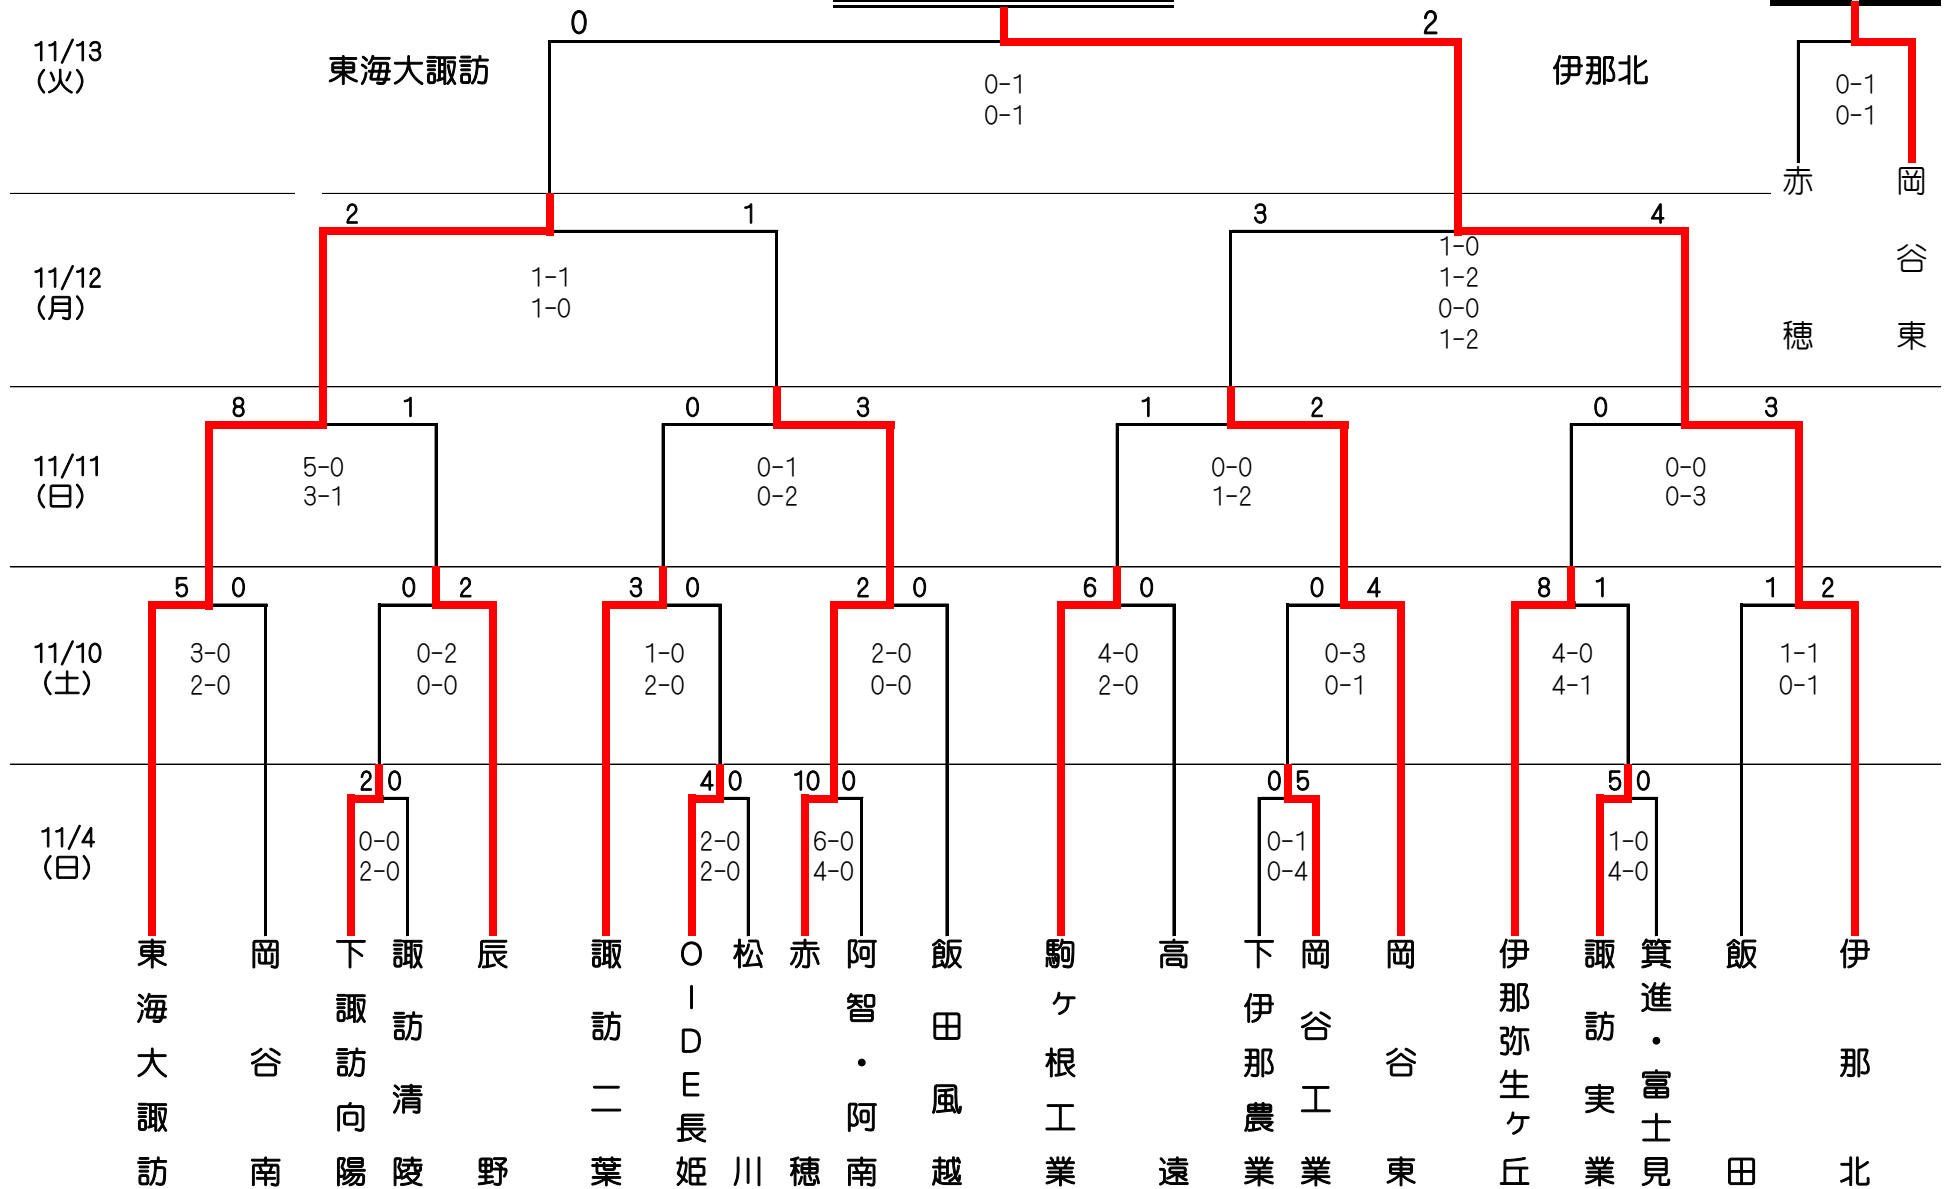 0 2
11/13
(火)
東海大諏訪
伊那北
0-1
0-1
0-1
0-1
赤穂
岡谷東
2 1 3 4
11/12
(月)
1-1
1-0
1-0
1-2
0-0
1-2
8 1 0 3 1 2 0 3
11/11
(日)
5-0
3-1
0-1
0-2
0-0
1-2
0-0
0-3
5 0 0 2 3 0 2 0 6 0 0 4 8 1 1 2
11/10
(土)
3-0
2-0
0-2
0-0
1-0
2-0
2-0
0-0
4-0
2-0
0-3
0-1
4-0
4-1
1-1
0-1
2 0 4 0 10 0 0 5 5 0
11/4
(日)
0-0
2-0
2-0
2-0
6-0
4-0
0-1
0-4
1-0
4-0
東海大諏訪
岡谷南
下諏訪向陽
諏訪清陵
辰野
諏訪二葉
OIDE長姫
松川
赤穂
阿智・阿南
飯田風越
駒ヶ根工業
高遠
下伊那農業
岡谷工業
岡谷東
伊那弥生ケ丘
諏訪実業
箕進・富士見
飯田
伊那北